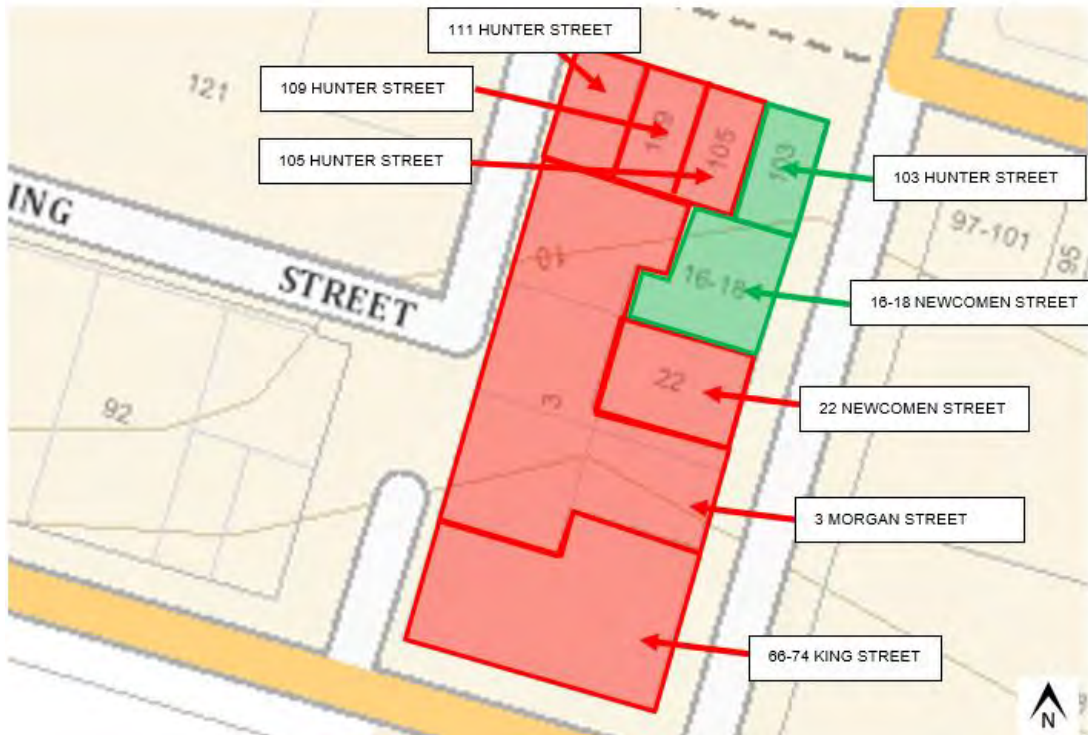 111 HUNTER STREET
121
109 HUNTER STREET
109
105 HUNTER STREET
105
103
103 HUNTER STREET
ING
STREET
97-101
95
10
16-18
16-18 NEWCOMEN STREET
22
22 NEWCOMEN STREET
92
3
3 MORGAN STREET
66-74 KING STREET
N